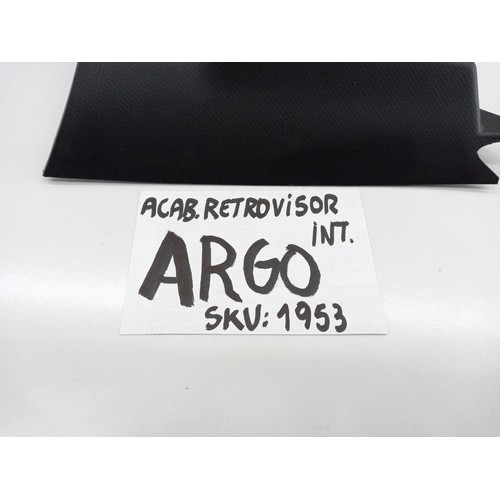 ACAB. RETROViSOR
iNT.
ARGO
SKU: 1953